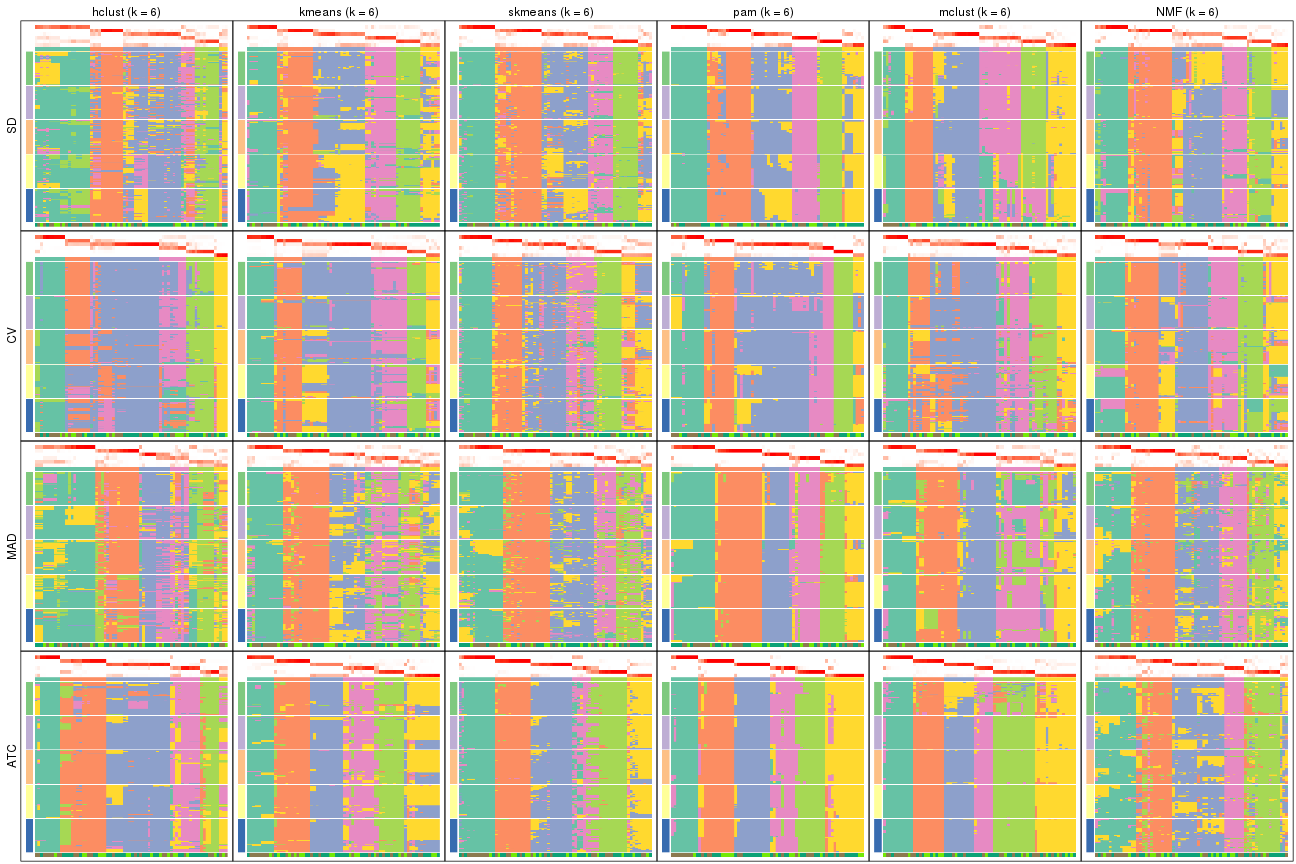 hclust (k = 6) kmeans (k = 6) skmeans (k = 6) pam (k = 6) mclust (k = 6) NMF (k = 6)
SD
CV
MAD
ATC